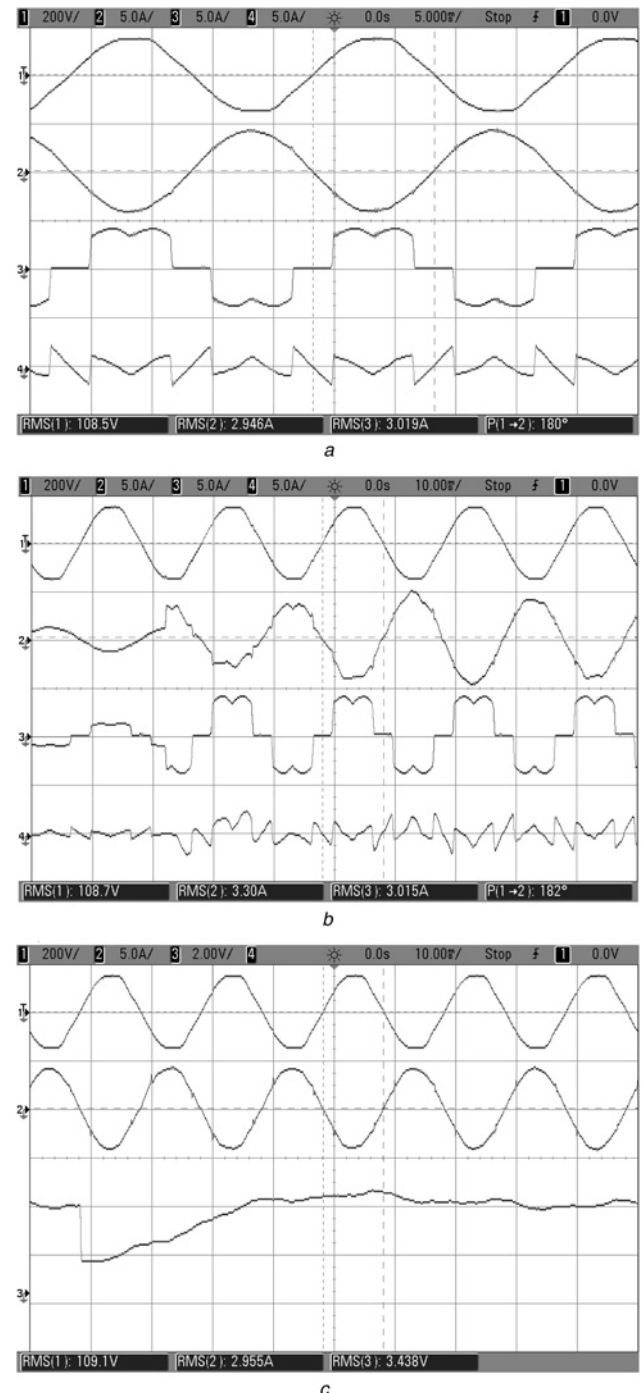 1 200V/ 2 5.0A/ 3 5.0A/ 4 5.0A/ 0.0s 5.000m/ Stop 1 0.0V
1
2
3
4
RMS(1): 108.5V RMS(2): 2.946A RMS(3): 3.019A P(1→2): 180°
a
1 200V/ 2 5.0A/ 3 5.0A/ 4 5.0A/ 0.0s 10.00m/ Stop 1 0.0V
1
2
3
4
RMS(1): 108.7V RMS(2): 3.30A RMS(3): 3.015A P(1→2): 182°
b
1 200V/ 2 5.0A/ 3 2.00V/ 4 0.0s 10.00m/ Stop 1 0.0V
1
2
3
RMS(1): 109.1V RMS(2): 2.955A RMS(3): 3.438V
c